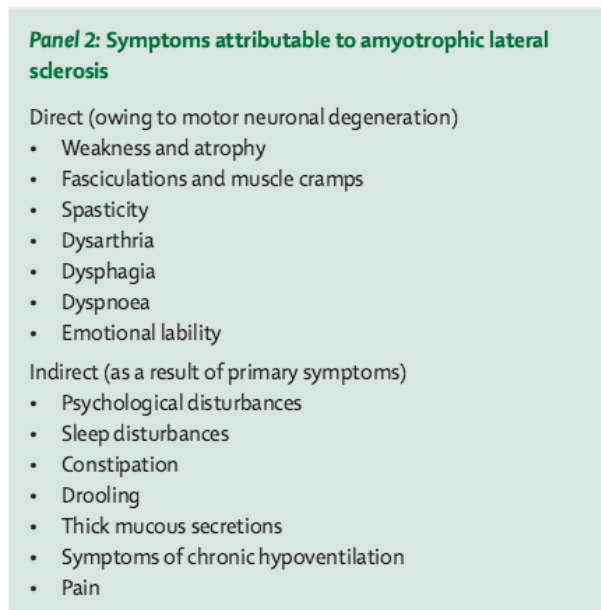 Panel 2: Symptoms attributable to amyotrophic lateral
sclerosis
Direct (owing to motor neuronal degeneration)
• Weakness and atrophy
• Fasciculations and muscle cramps
• Spasticity
• Dysarthria
• Dysphagia
• Dyspnoea
• Emotional lability
Indirect (as a result of primary symptoms)
• Psychological disturbances
• Sleep disturbances
• Constipation
• Drooling
• Thick mucous secretions
• Symptoms of chronic hypoventilation
• Pain